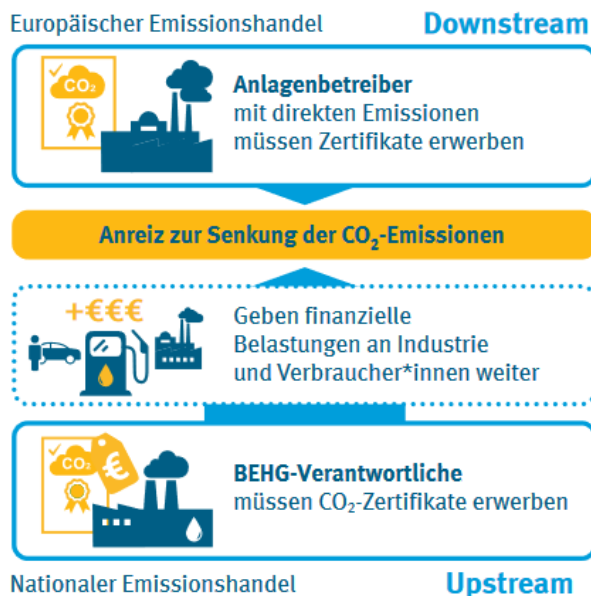 Europäischer Emissionshandel Downstream
CO₂
Anlagenbetreiber
mit direkten Emissionen
müssen Zertifikate erwerben
Anreiz zur Senkung der CO₂-Emissionen
+€€€
Geben finanzielle
Belastungen an Industrie
und Verbraucher*innen weiter
CO₂ €
BEHG-Verantwortliche
müssen CO₂-Zertifikate erwerben
Nationaler Emissionshandel Upstream